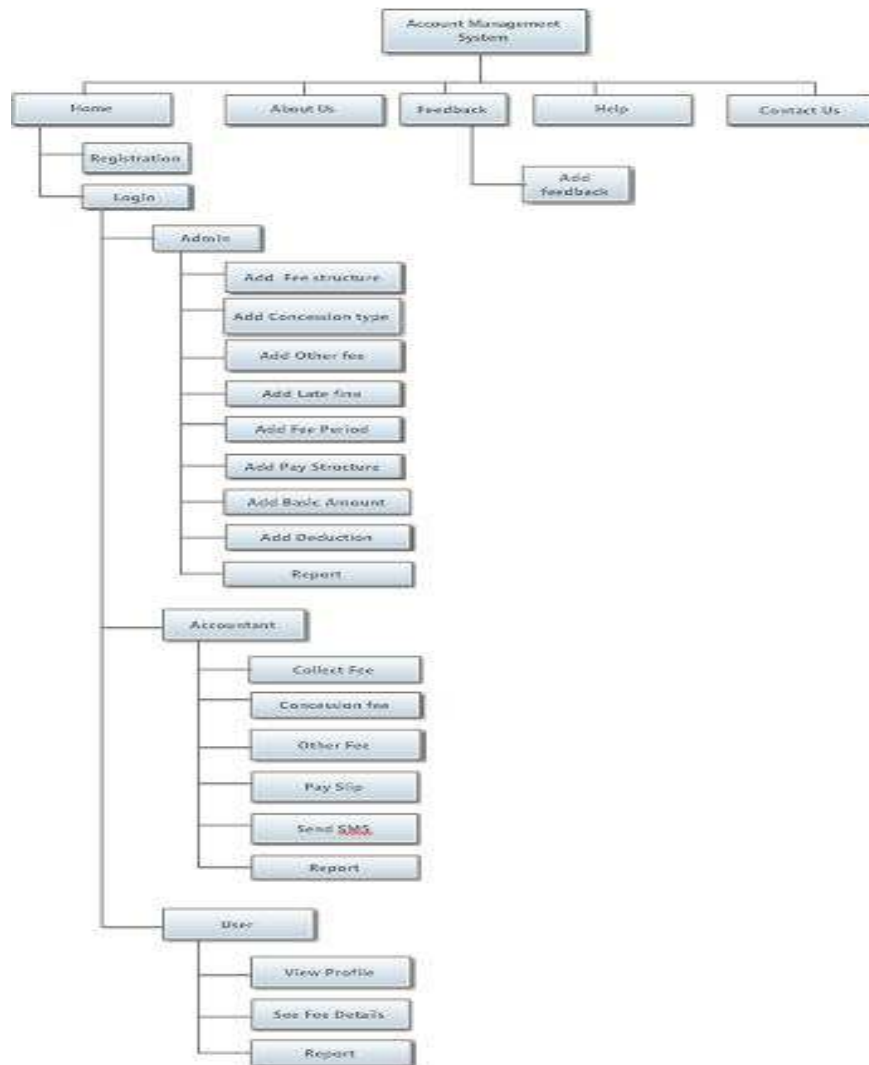 Account Management
System
Home
About Us
Feedback
Help
Contact Us
Registration
Login
Add
feedback
Admin
Add Fee structure
Add Concession type
Add Other fee
Add Late fine
Add Fee Period
Add Pay Structure
Add Basic Amount
Add Deduction
Report
Accountant
Collect Fee
Concession fee
Other Fee
Pay Slip
Send SMS
Report
User
View Profile
See Fee Details
Report